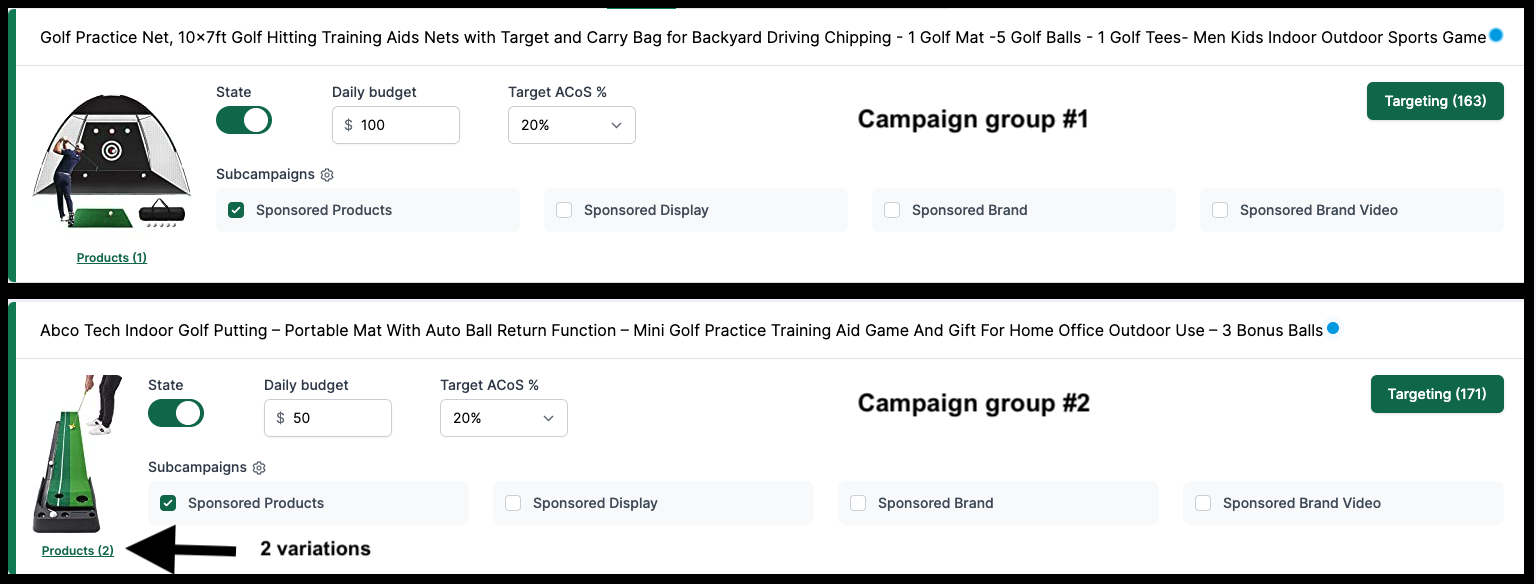 Golf Practice Net, 10×7ft Golf Hitting Training Aids Nets with Target and Carry Bag for Backyard Driving Chipping - 1 Golf Mat -5 Golf Balls - 1 Golf Tees- Men Kids Indoor Outdoor Sports Game
State
Daily budget
Target ACoS %
$ 100
20%
Campaign group #1
Targeting (163)
Subcampaigns
Sponsored Products
Sponsored Display
Sponsored Brand
Sponsored Brand Video
Products (1)
Abco Tech Indoor Golf Putting – Portable Mat With Auto Ball Return Function – Mini Golf Practice Training Aid Game And Gift For Home Office Outdoor Use – 3 Bonus Balls
State
Daily budget
Target ACoS %
$ 50
20%
Campaign group #2
Targeting (171)
Subcampaigns
Sponsored Products
Sponsored Display
Sponsored Brand
Sponsored Brand Video
Products (2)
2 variations